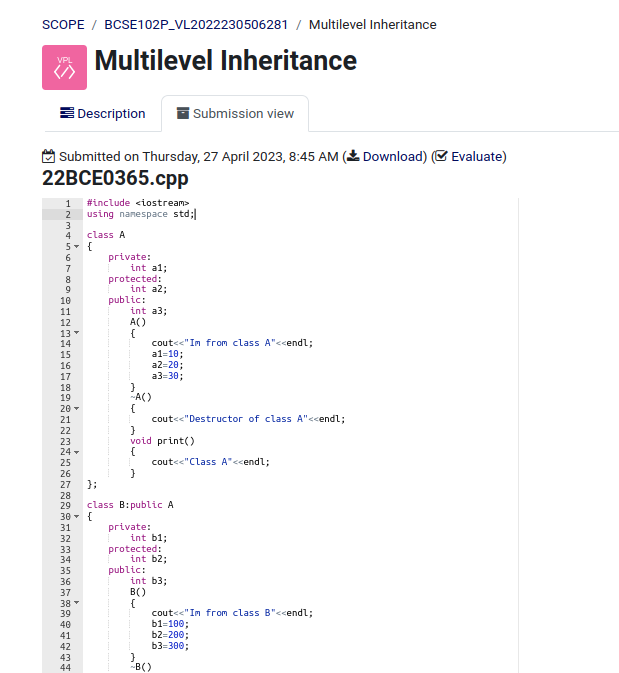 SCOPE / BCSE102P_VL2022230506281 / Multilevel Inheritance
VPL
</>
Multilevel Inheritance
Description
Submission view
Submitted on Thursday, 27 April 2023, 8:45 AM (Download) (Evaluate)
22BCE0365.cpp
1 #include <iostream>
2 using namespace std;
3
4 class A
5 {
6 private:
7 int a1;
8 protected:
9 int a2;
10 public:
11 int a3;
12 A()
13 {
14 cout<<"Im from class A"<<endl;
15 a1=10;
16 a2=20;
17 a3=30;
18 }
19 ~A()
20 {
21 cout<<"Destructor of class A"<<endl;
22 }
23 void print()
24 {
25 cout<<"Class A"<<endl;
26 }
27 };
28
29 class B:public A
30 {
31 private:
32 int b1;
33 protected:
34 int b2;
35 public:
36 int b3;
37 B()
38 {
39 cout<<"Im from class B"<<endl;
40 b1=100;
41 b2=200;
42 b3=300;
43 }
44 ~B()